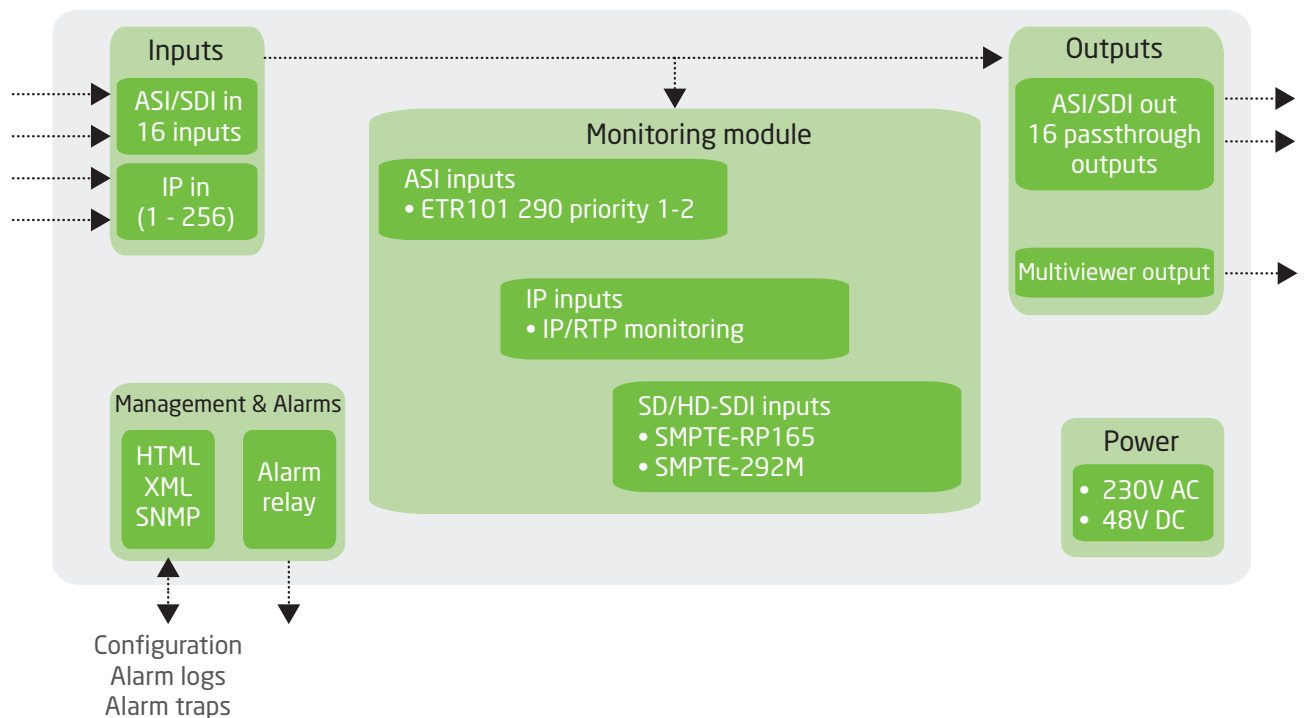 Inputs
ASI/SDI in
16 inputs
IP in
(1 - 256)
Monitoring module
ASI inputs
• ETR101 290 priority 1-2
IP inputs
• IP/RTP monitoring
SD/HD-SDI inputs
• SMPTE-RP165
• SMPTE-292M
Outputs
ASI/SDI out
16 passthrough
outputs
Multiviewer output
Management & Alarms
HTML
XML
SNMP
Alarm
relay
Power
• 230V AC
• 48V DC
Configuration
Alarm logs
Alarm traps